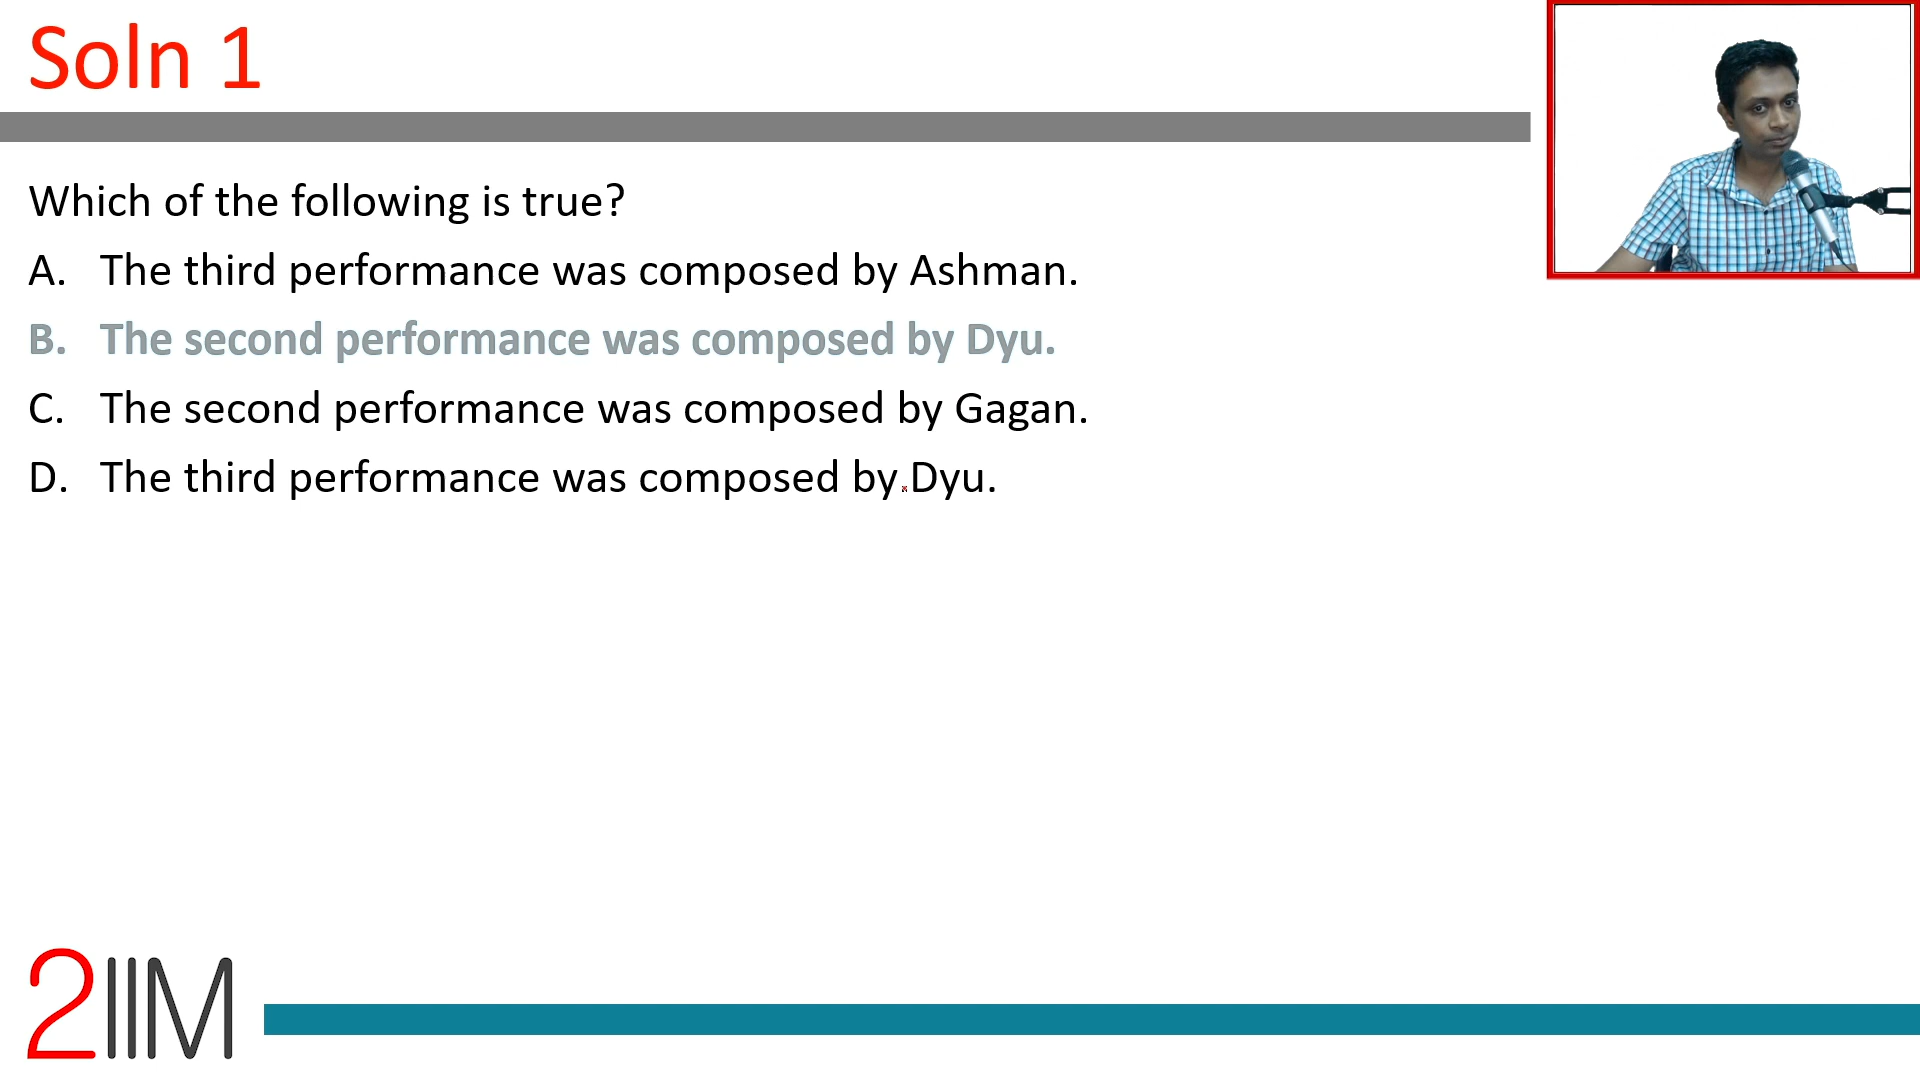 Soln 1
Which of the following is true?
A. The third performance was composed by Ashman.
B. The second performance was composed by Dyu.
C. The second performance was composed by Gagan.
D. The third performance was composed by Dyu.
2IIM